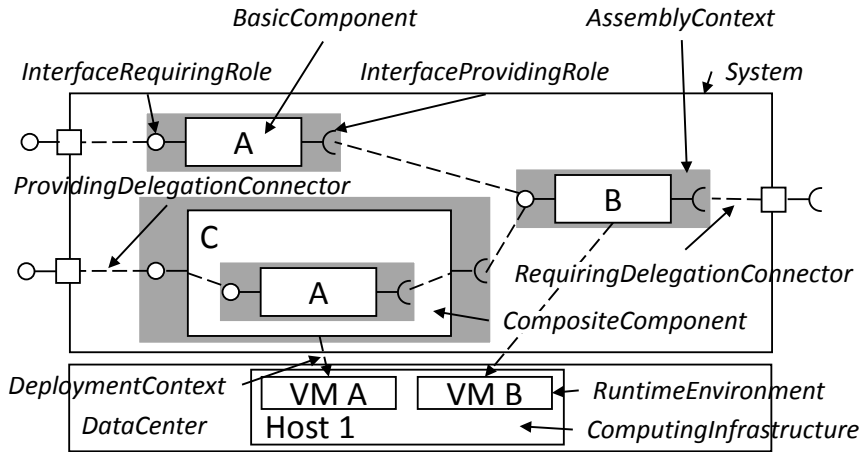 BasicComponent
AssemblyContext
InterfaceRequiringRole
InterfaceProvidingRole
System
A
ProvidingDelegationConnector
B
C
A
RequiringDelegationConnector
CompositeComponent
DeploymentContext
VM A
VM B
RuntimeEnvironment
DataCenter
Host 1
ComputingInfrastructure